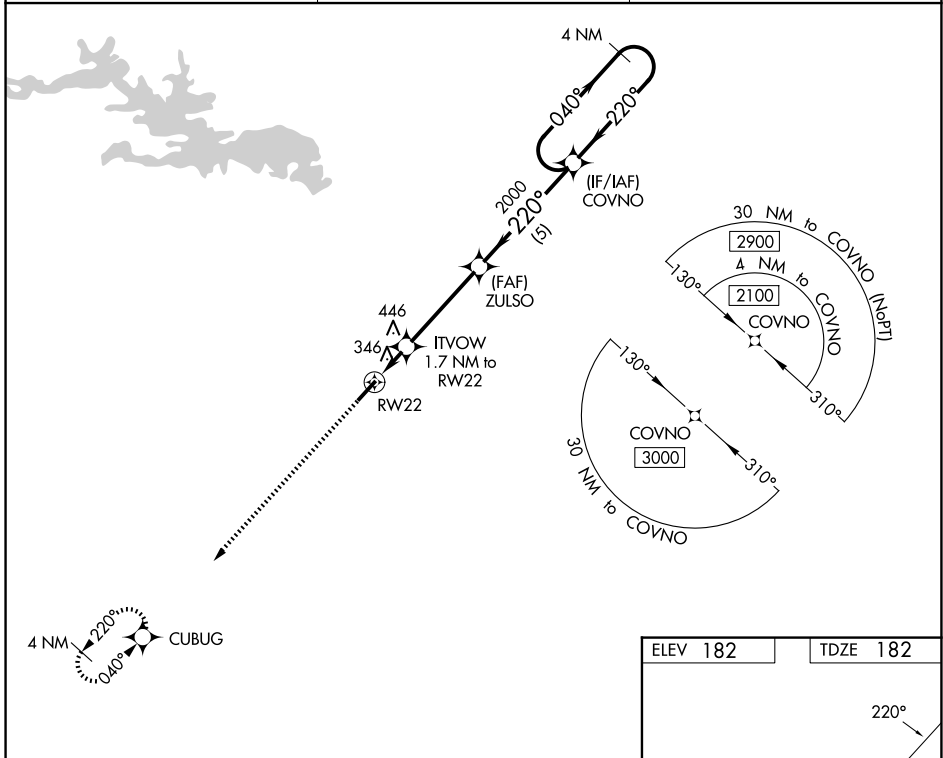 4 NM
040°
220°
(IF/IAF)
COVNO
2000
220°
(5)
(FAF)
ZULSO
446
346
ITVOW
1.7 NM to
RW22
RW22
30 NM to COVNO (NoPT)
2900
4 NM to COVNO
2100
130°
COVNO
310°
130°
COVNO
3000
310°
30 NM to COVNO
4 NM
220°
040°
CUBUG
ELEV 182
TDZE 182
220°